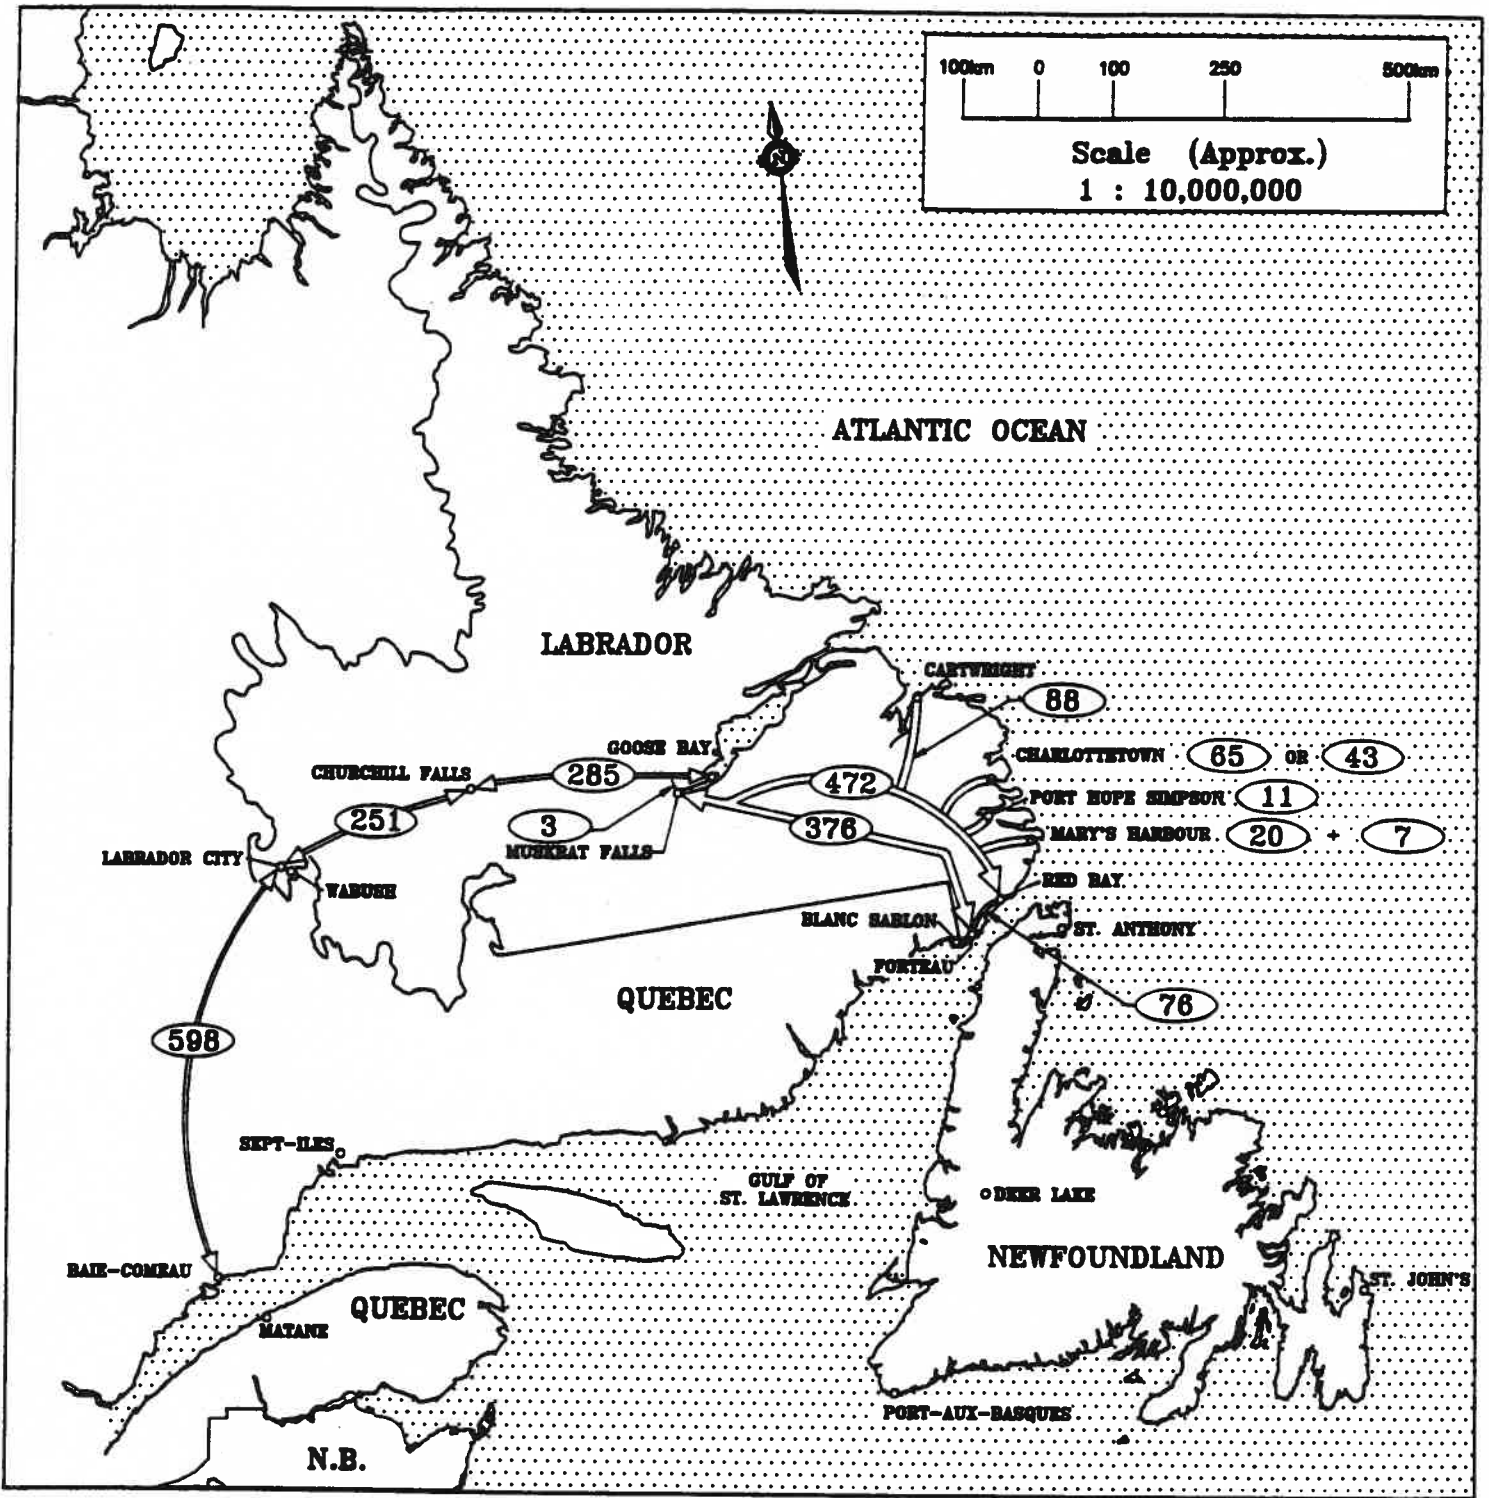 100km 0 100 250 500km
Scale (Approx.)
1 : 10,000,000
N
ATLANTIC OCEAN
LABRADOR
CARTWRIGHT
88
GOOSE BAY
CHARLOTTETOWN 65 OR 43
CHURCHILL FALLS
285
472
PORT HOPE SIMPSON 11
251
3
376
MARY'S HARBOUR 20 + 7
MUSKRAT FALLS
LABRADOR CITY
WABUSH
RED BAY
BLANC SABLON
ST. ANTHONY
FORTEAU
QUEBEC
76
598
SEPT-ILES
GULF OF
ST. LAWRENCE
DEER LAKE
NEWFOUNDLAND
BAIE-COMEAU
ST. JOHN'S
QUEBEC
MATANE
PORT-AUX-BASQUES
N.B.